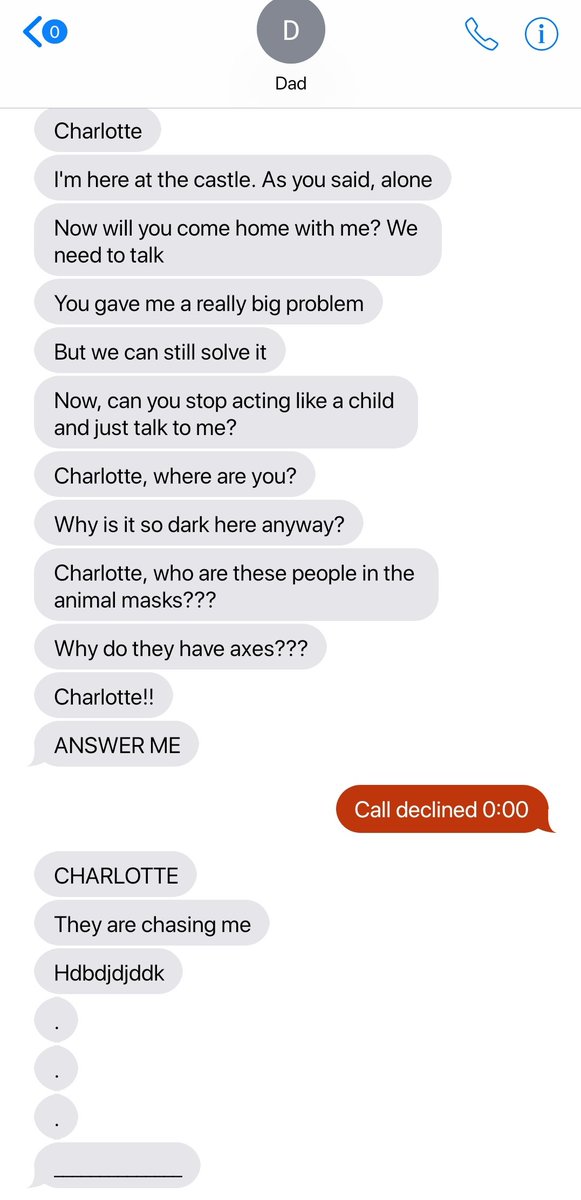 0
D
Dad
Charlotte
I'm here at the castle. As you said, alone
Now will you come home with me? We
need to talk
You gave me a really big problem
But we can still solve it
Now, can you stop acting like a child
and just talk to me?
Charlotte, where are you?
Why is it so dark here anyway?
Charlotte, who are these people in the
animal masks???
Why do they have axes???
Charlotte!!
ANSWER ME
Call declined 0:00
CHARLOTTE
They are chasing me
Hdbdjdjddk
.
.
.
______________